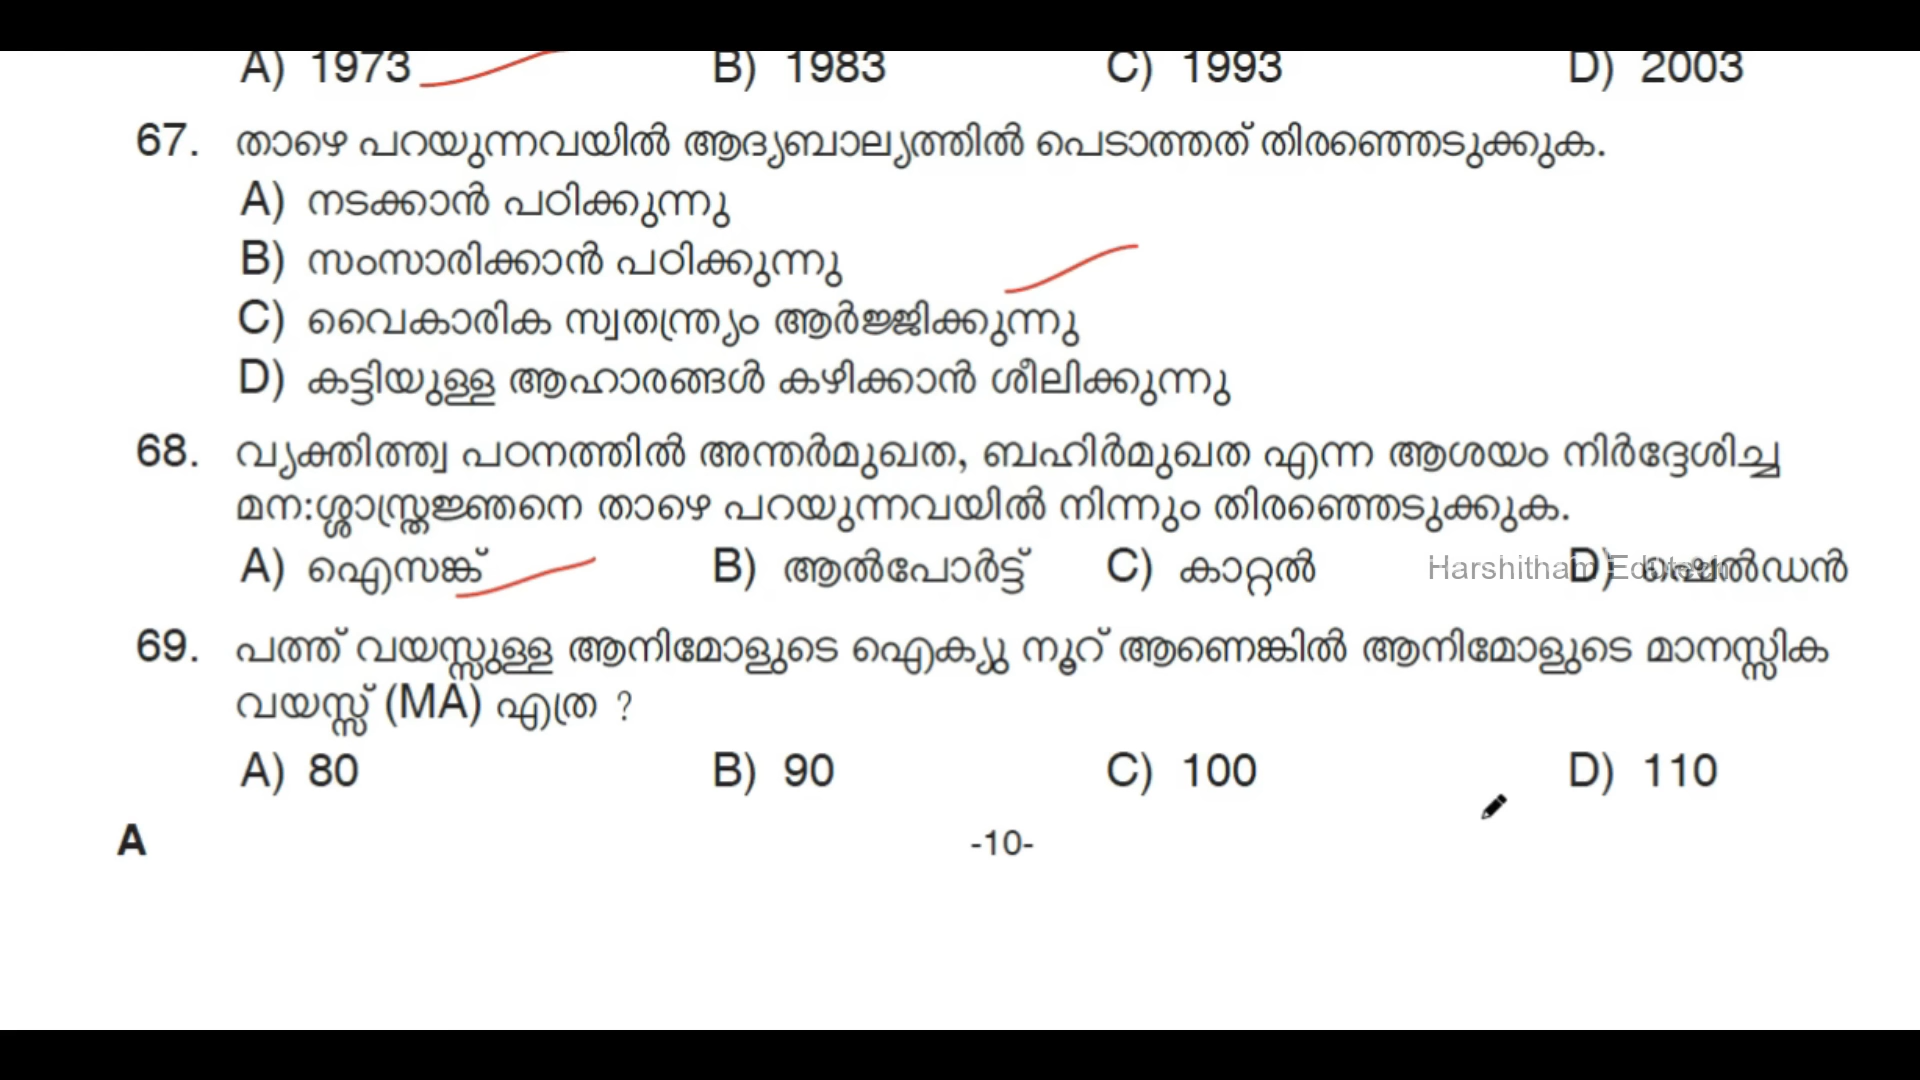 A) 1973 B) 1983 C) 1993 D) 2003
67. താഴെ പറയുന്നവയിൽ ആദ്യബാല്യത്തിൽ പെടാത്തത് തിരഞ്ഞെടുക്കുക.
A) നടക്കാൻ പഠിക്കുന്നു
B) സംസാരിക്കാൻ പഠിക്കുന്നു
C) വൈകാരിക സ്വതന്ത്ര്യം ആർജ്ജിക്കുന്നു
D) കട്ടിയുള്ള ആഹാരങ്ങൾ കഴിക്കാൻ ശീലിക്കുന്നു
68. വ്യക്തിത്ത്വ പഠനത്തിൽ അന്തർമുഖത, ബഹിർമുഖത എന്ന ആശയം നിർദ്ദേശിച്ച
മന:ശ്ശാസ്ത്രജ്ഞനെ താഴെ പറയുന്നവയിൽ നിന്നും തിരഞ്ഞെടുക്കുക.
A) ഐസങ്ക് B) ആൽപോർട്ട് C) കാറ്റൽ D) ഷെൽഡൻ
Harshitham Edutech
69. പത്ത് വയസ്സുള്ള ആനിമോളുടെ ഐക്യു നൂറ് ആണെങ്കിൽ ആനിമോളുടെ മാനസ്സിക
വയസ്സ് (MA) എത്ര ?
A) 80 B) 90 C) 100 D) 110
A -10-